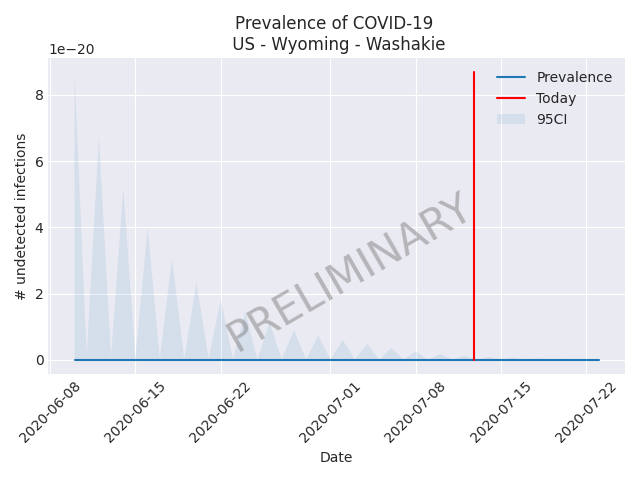 Prevalence of COVID-19
US - Wyoming - Washakie
1e−20
8
6
4
2
0
# undetected infections
Prevalence
Today
95CI
PRELIMINARY
2020-06-08
2020-06-15
2020-06-22
2020-07-01
2020-07-08
2020-07-15
2020-07-22
Date